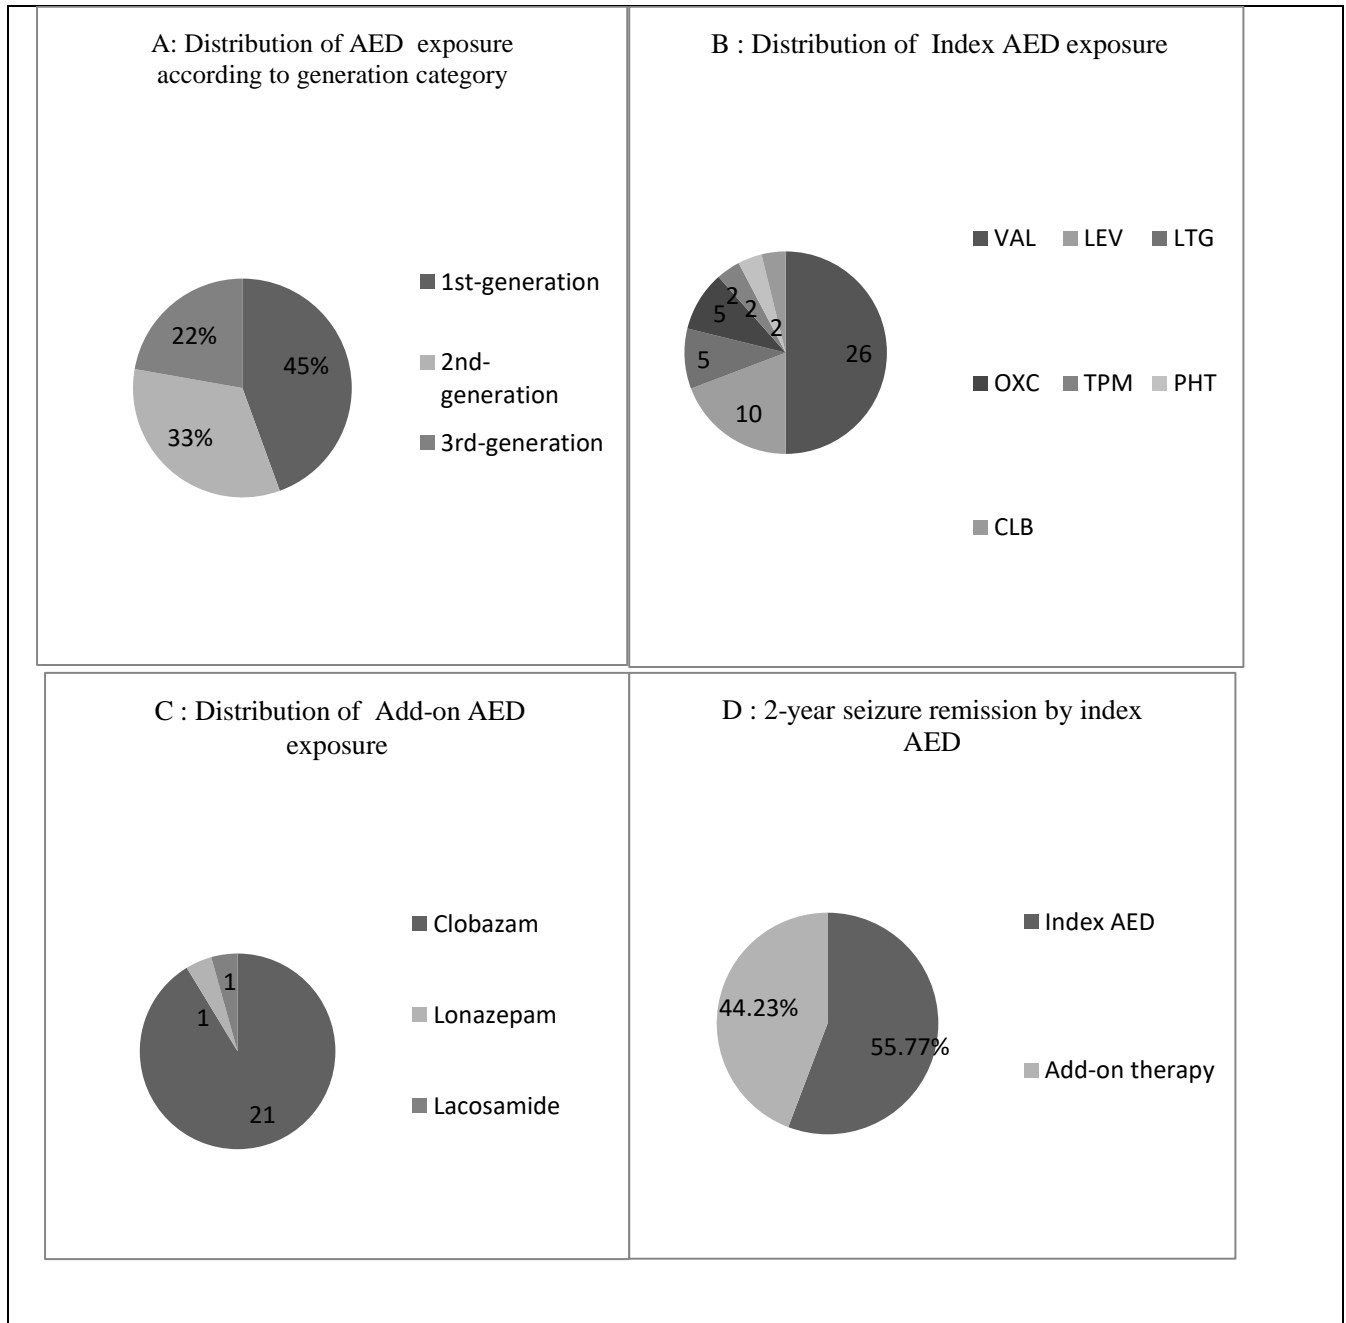 A: Distribution of AED exposure
according to generation category
45%
33%
22%
1st-generation
2nd-
generation
3rd-generation
B : Distribution of Index AED exposure
26
10
5
5
2
2
2
VAL LEV LTG
OXC TPM PHT
CLB
C : Distribution of Add-on AED
exposure
21
1
1
Clobazam
Lonazepam
Lacosamide
D : 2-year seizure remission by index
AED
55.77%
44.23%
Index AED
Add-on therapy